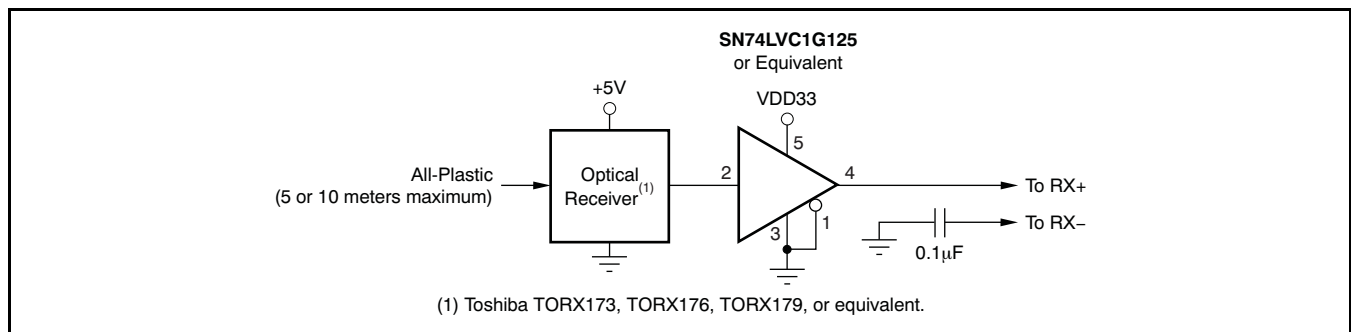 SN74LVC1G125
or Equivalent
+5V
VDD33
5
All-Plastic
(5 or 10 meters maximum)
Optical
Receiver(1)
2
4
To RX+
3
1
To RX−
0.1μF
(1) Toshiba TORX173, TORX176, TORX179, or equivalent.